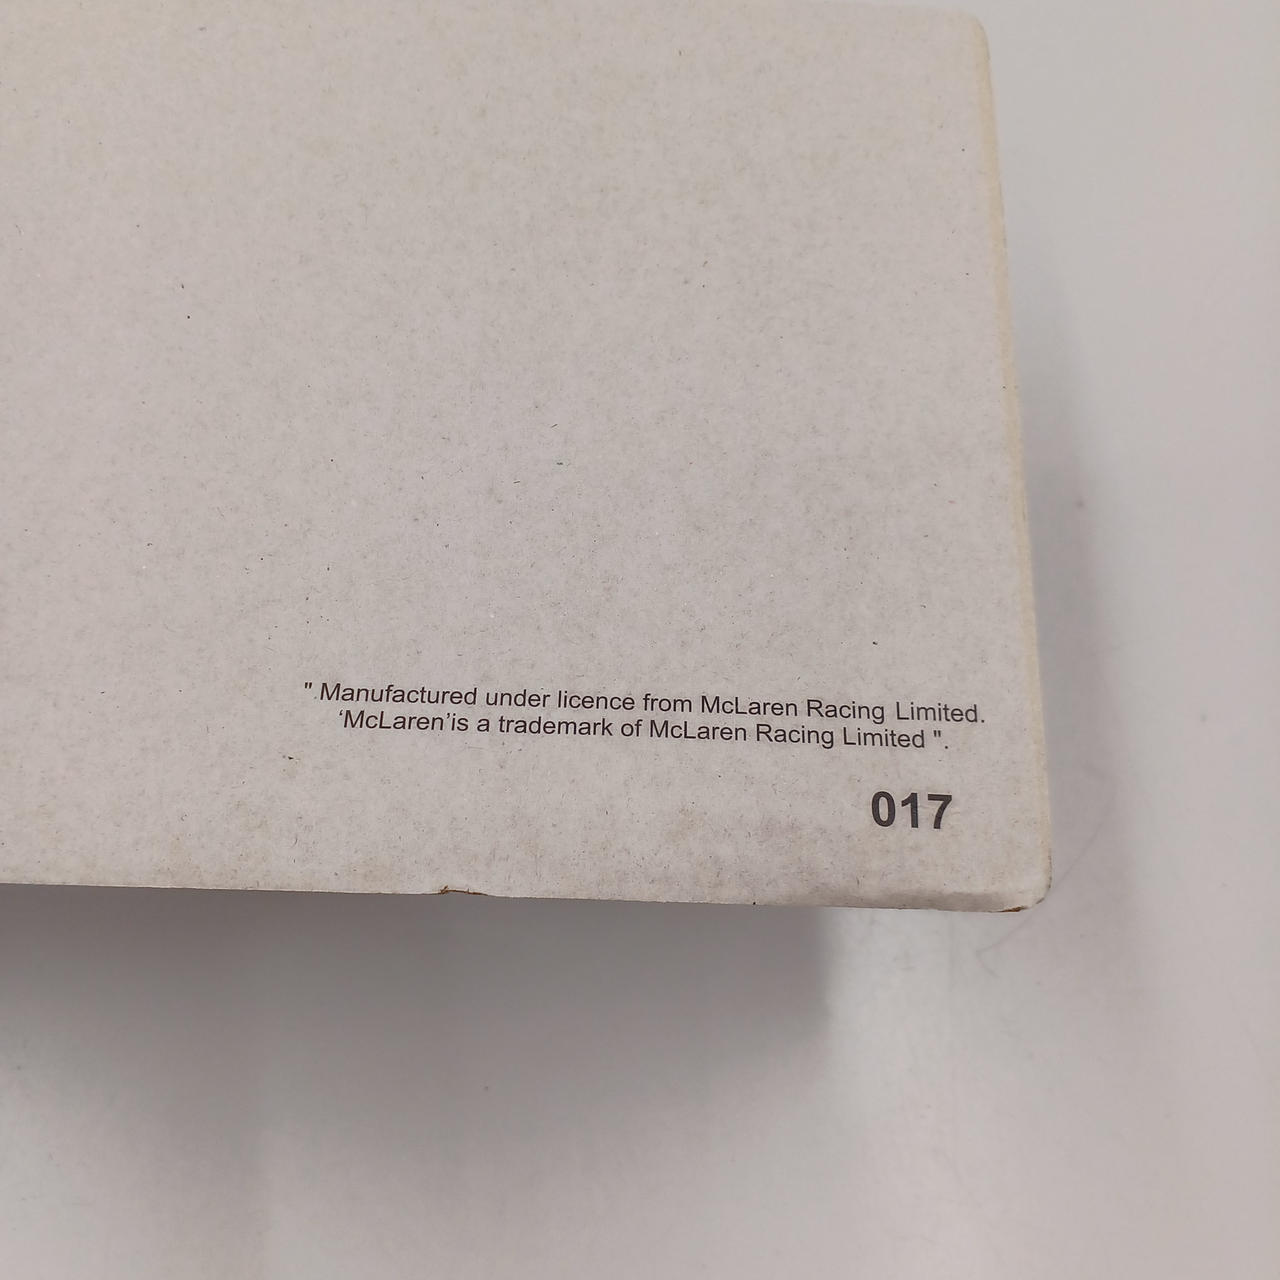 " Manufactured under licence from McLaren Racing Limited.
‘McLaren’is a trademark of McLaren Racing Limited ".
017